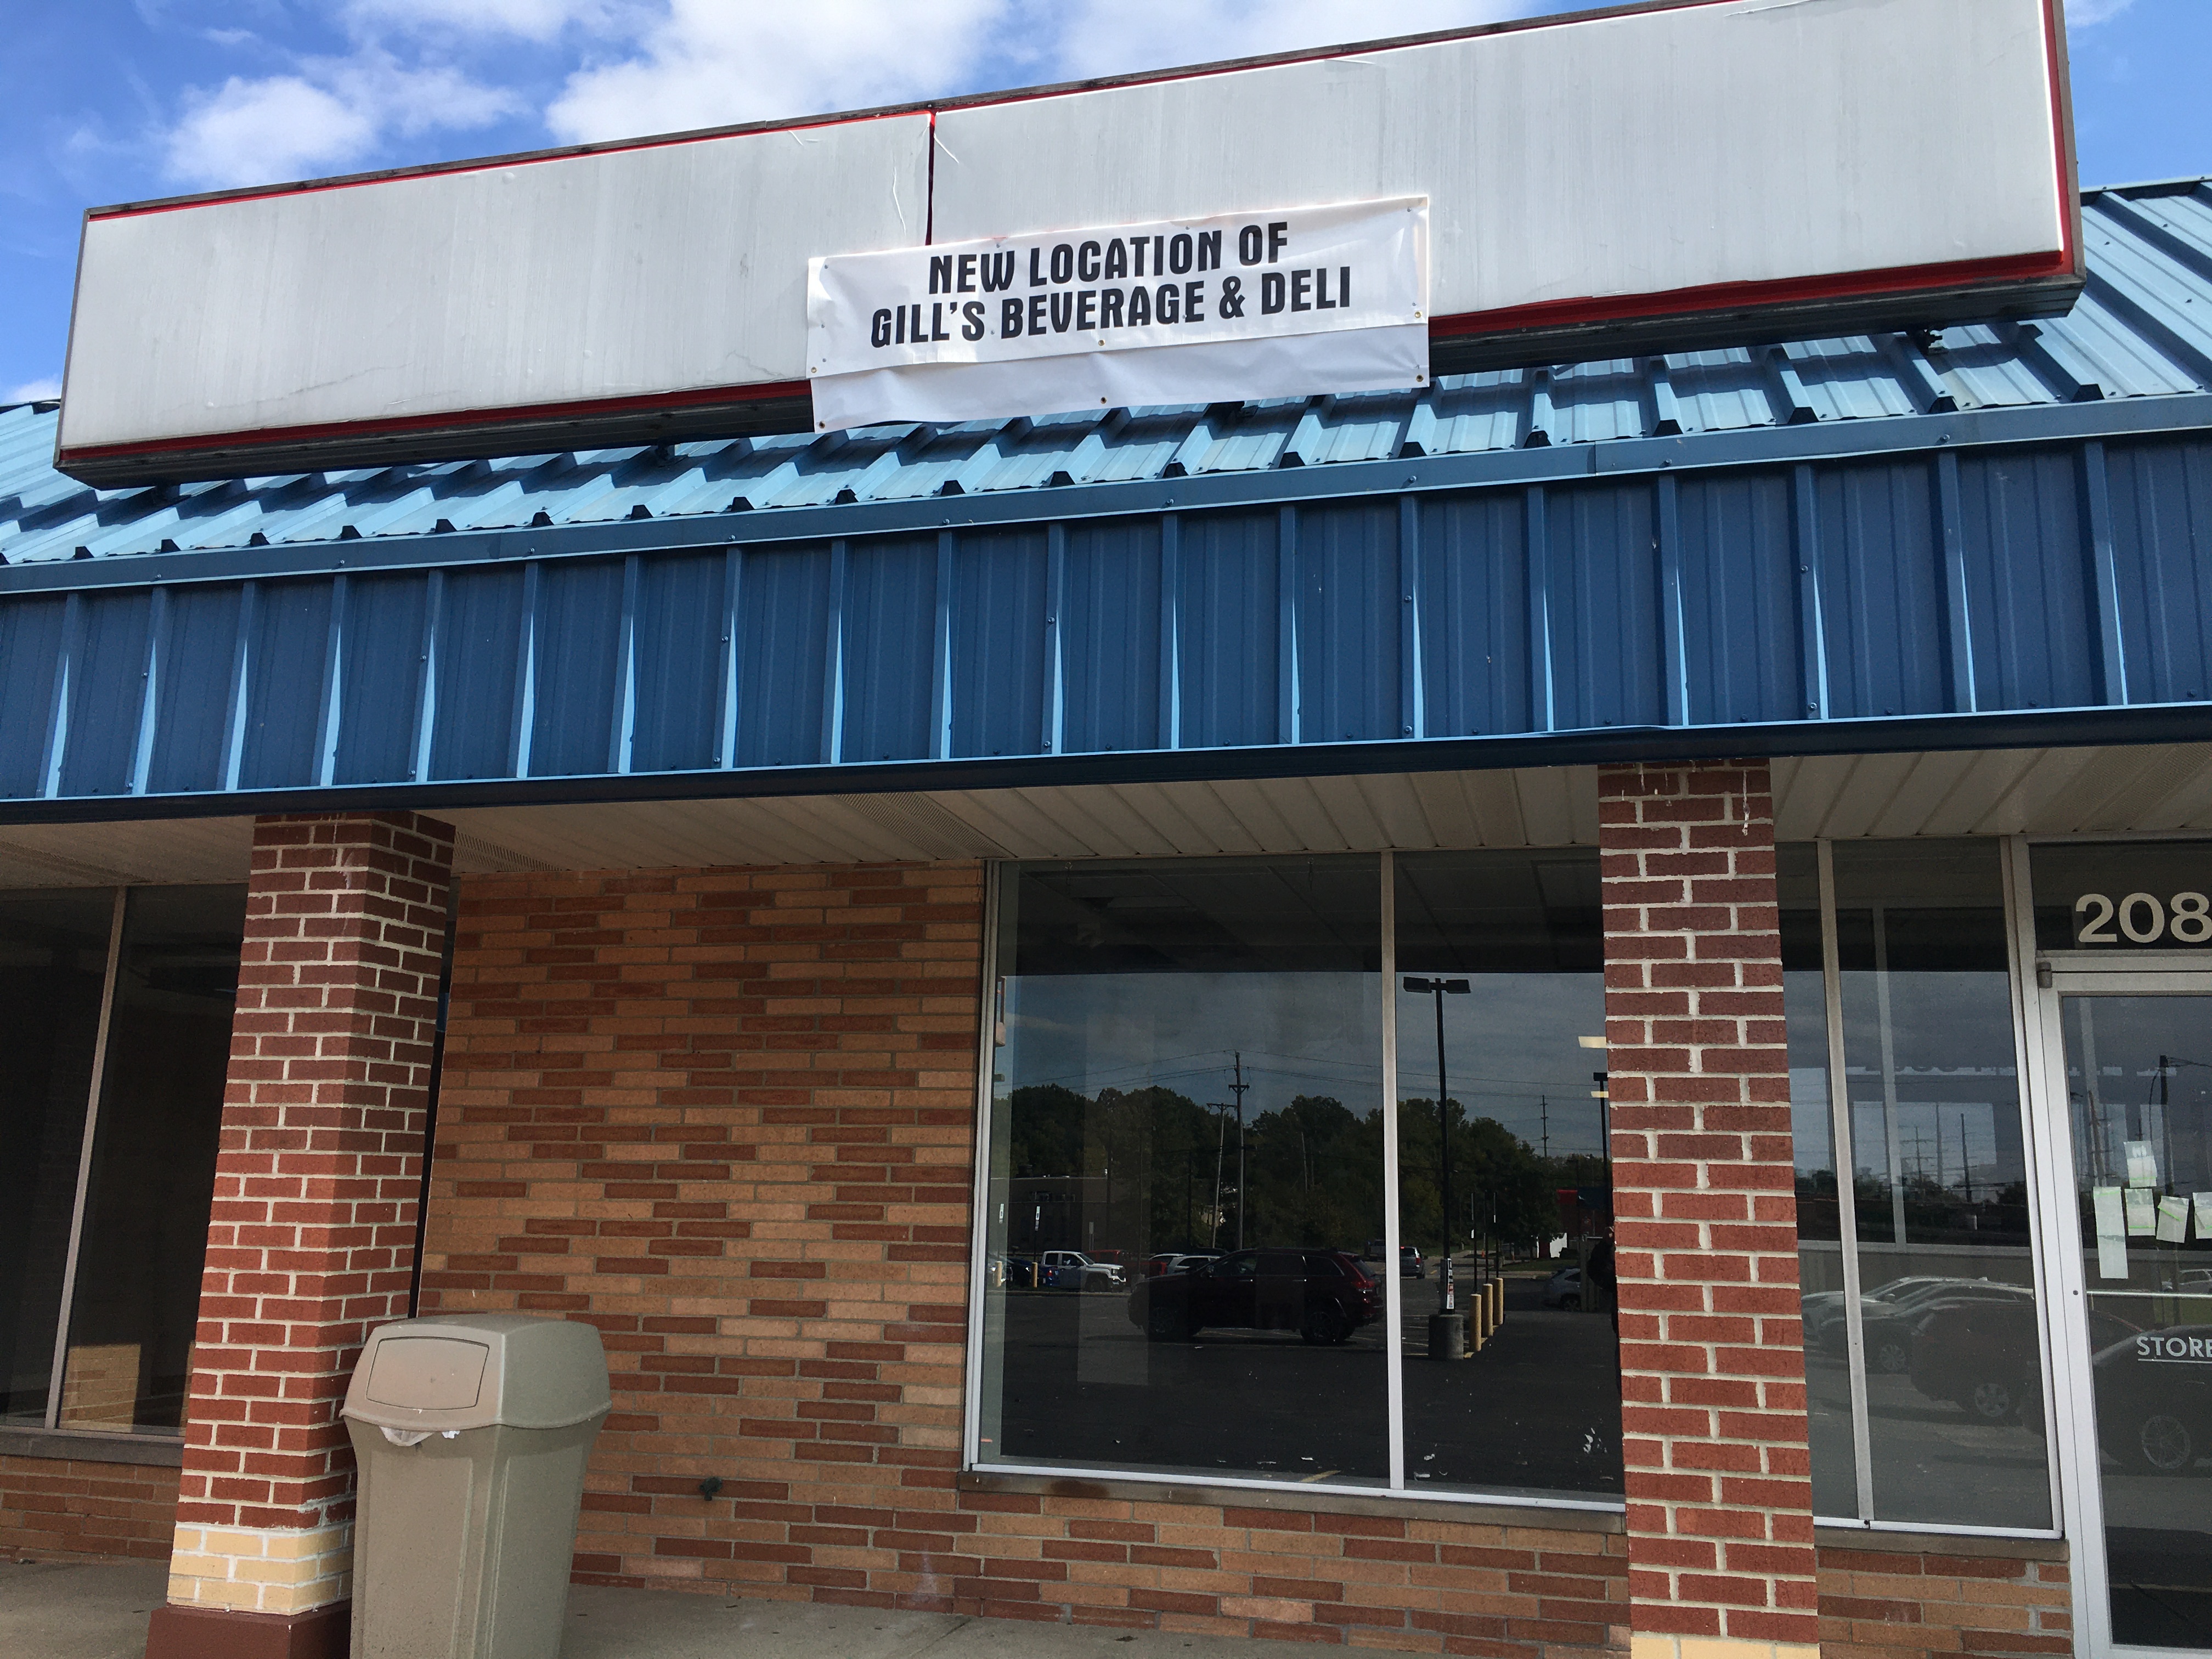 NEW LOCATION OF
GILL'S BEVERAGE & DELI
208
STORE